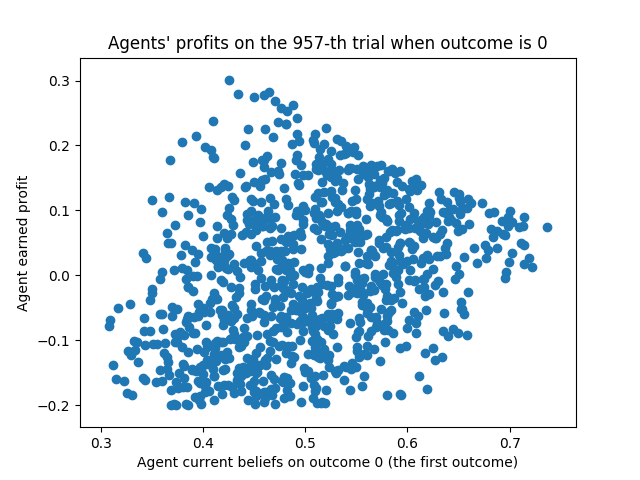 Agents' profits on the 957-th trial when outcome is 0
Agent earned profit
0.3
0.2
0.1
0.0
−0.1
−0.2
0.3 0.4 0.5 0.6 0.7
Agent current beliefs on outcome 0 (the first outcome)